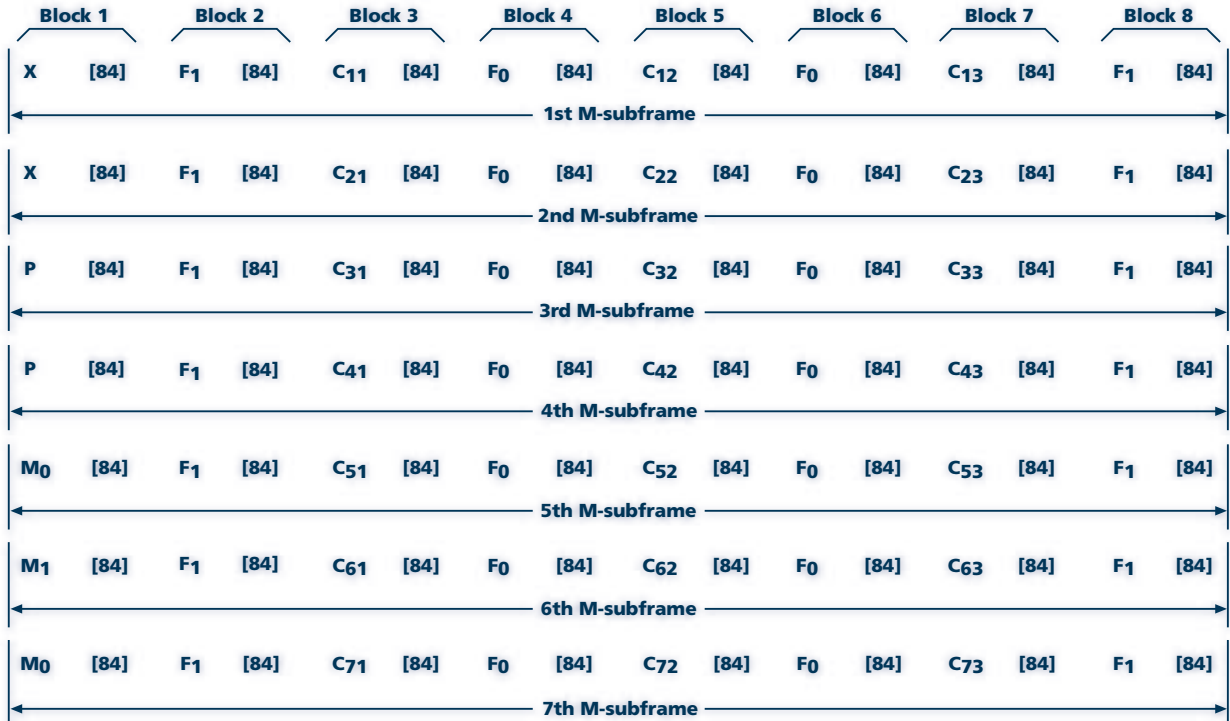 Block 1 Block 2 Block 3 Block 4 Block 5 Block 6 Block 7 Block 8
X [84] F1 [84] C11 [84] F0 [84] C12 [84] F0 [84] C13 [84] F1 [84]
1st M-subframe
X [84] F1 [84] C21 [84] F0 [84] C22 [84] F0 [84] C23 [84] F1 [84]
2nd M-subframe
P [84] F1 [84] C31 [84] F0 [84] C32 [84] F0 [84] C33 [84] F1 [84]
3rd M-subframe
P [84] F1 [84] C41 [84] F0 [84] C42 [84] F0 [84] C43 [84] F1 [84]
4th M-subframe
M0 [84] F1 [84] C51 [84] F0 [84] C52 [84] F0 [84] C53 [84] F1 [84]
5th M-subframe
M1 [84] F1 [84] C61 [84] F0 [84] C62 [84] F0 [84] C63 [84] F1 [84]
6th M-subframe
M0 [84] F1 [84] C71 [84] F0 [84] C72 [84] F0 [84] C73 [84] F1 [84]
7th M-subframe